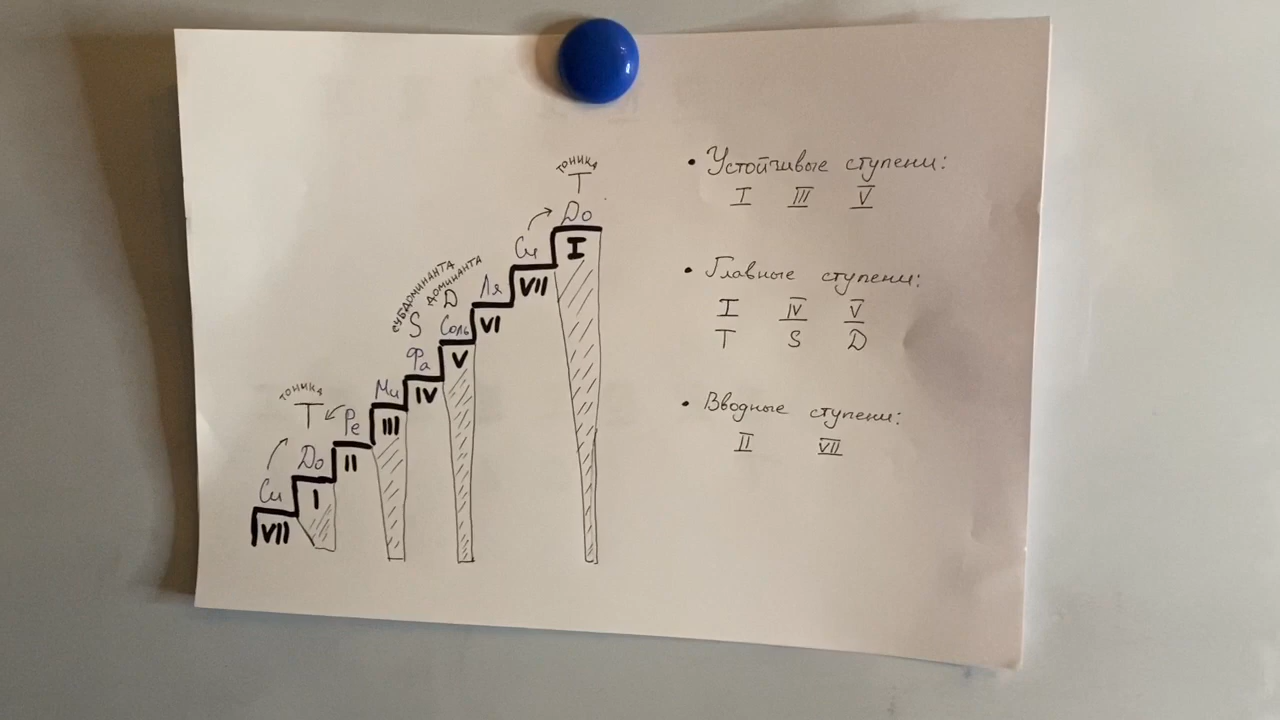 тоника
Т
До
I
Си
VII
Ля
VI
субдоминанта
доминанта
S
D
Соль
V
Фа
IV
Ми
III
тоника
Т
Ре
II
До
I
Си
VII
• Устойчивые ступени:
I III V
• Главные ступени:
I IV V
T S D
• Вводные ступени:
II VII